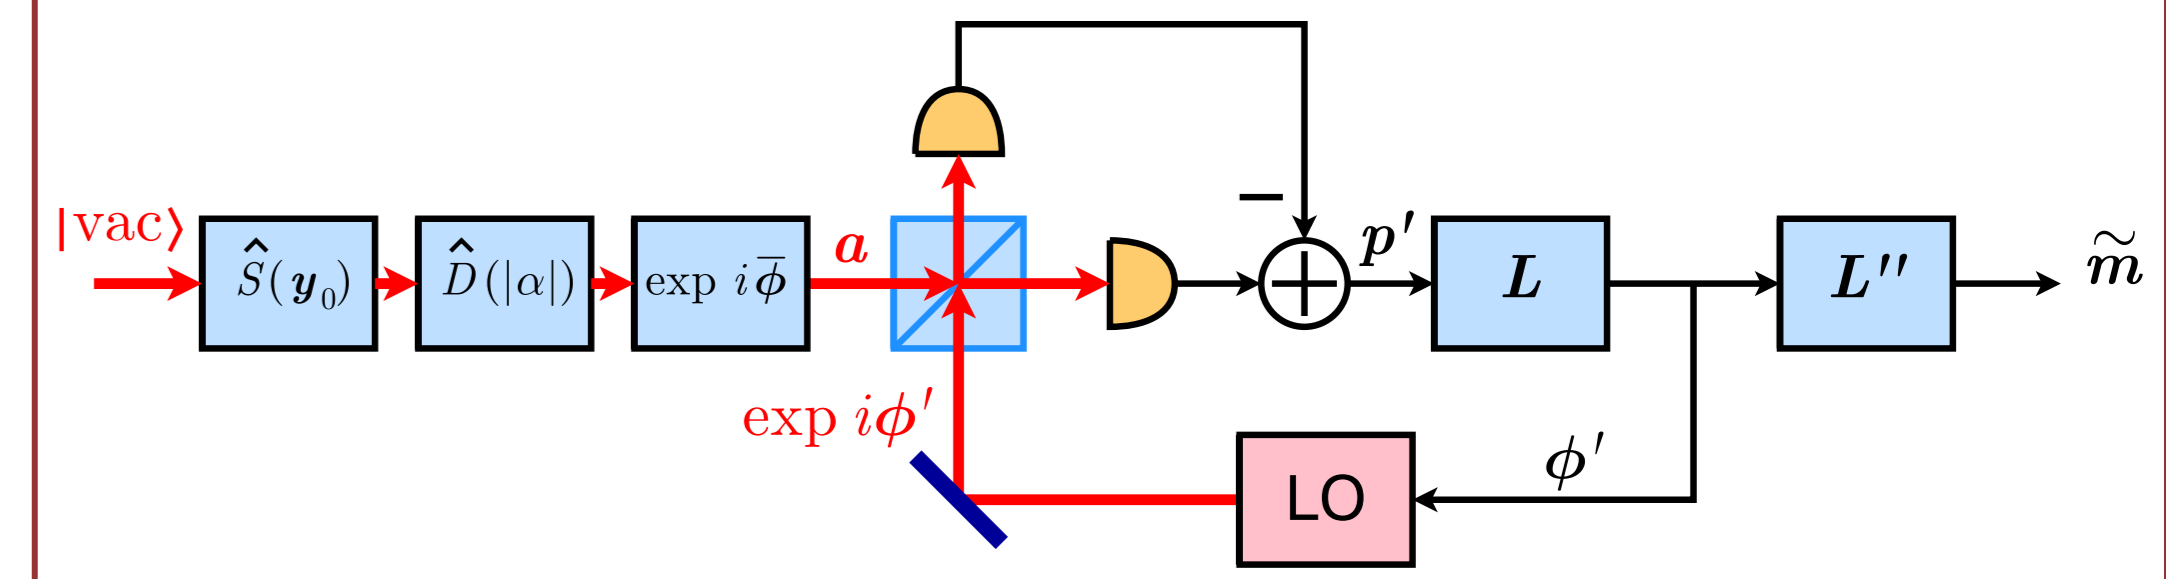 |vac⟩
Ŝ(y₀)
D̂(|α|)
exp iϕ̅
a
−
p′
L
L″
m̃
exp iϕ′
LO
ϕ′